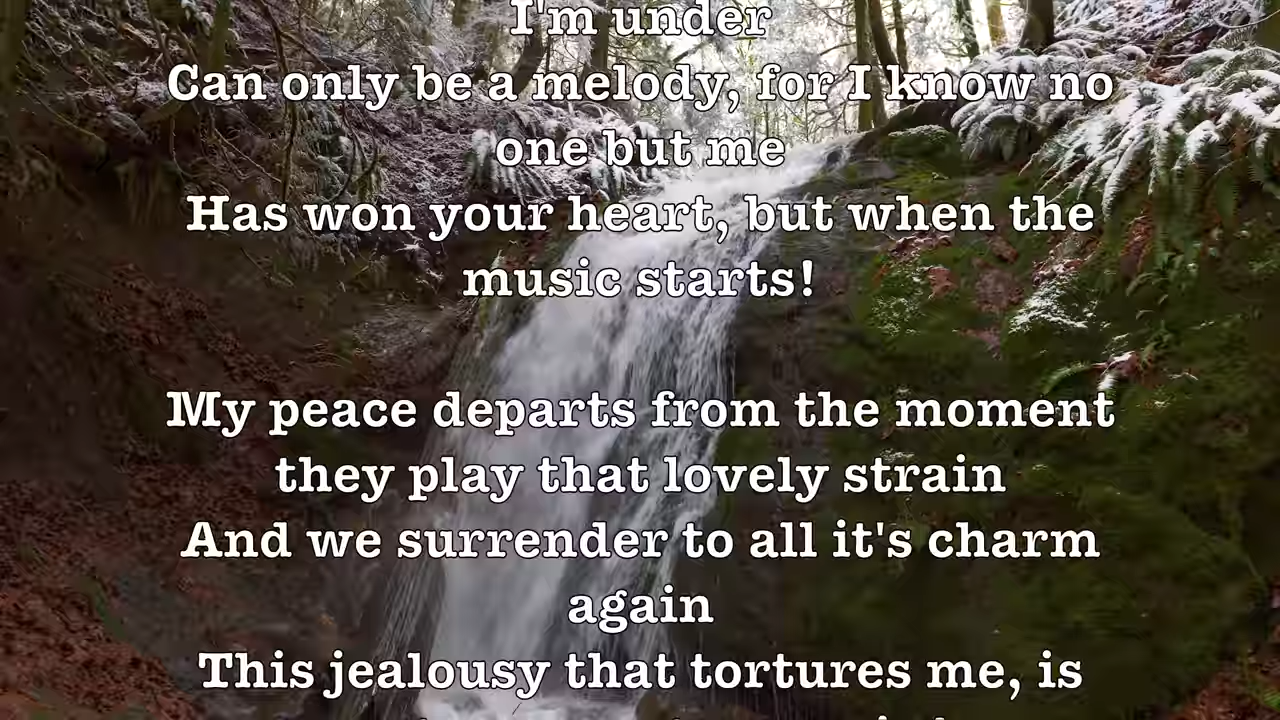 I'm under
Can only be a melody, for I know no
one but me
Has won your heart, but when the
music starts!
My peace departs from the moment
they play that lovely strain
And we surrender to all it's charm
again
This jealousy that tortures me, is